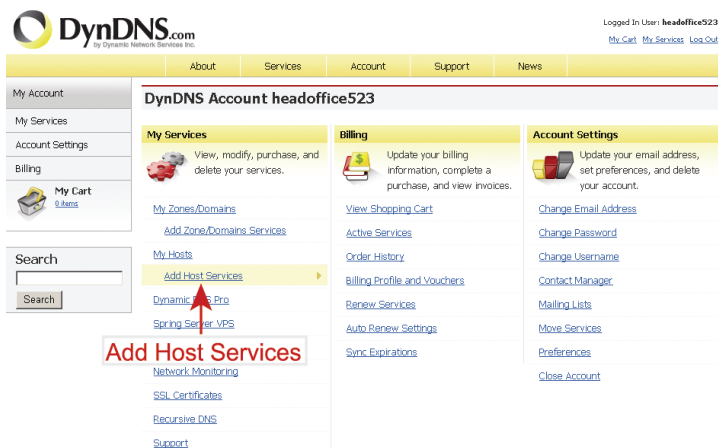 DynDNS.com
by Dynamic Network Services Inc.
Logged In User: headoffice523
My Cart My Services Log Out
About Services Account Support News
My Account
My Services
Account Settings
Billing
My Cart
0 items
Search
Search
DynDNS Account headoffice523
My Services
View, modify, purchase, and
delete your services.
My Zones/Domains
Add Zone/Domains Services
My Hosts
Add Host Services
Dynamic
Pro
Spring Server VPS
Add Host Services
Network Monitoring
SSL Certificates
Recursive DNS
Support
Billing
Update your billing
information, complete a
purchase, and view invoices.
View Shopping Cart
Active Services
Order History
Billing Profile and Vouchers
Renew Services
Auto Renew Settings
Sync Expirations
Account Settings
Update your email address,
set preferences, and delete
your account.
Change Email Address
Change Password
Change Username
Contact Manager
Mailing Lists
Move Services
Preferences
Close Account